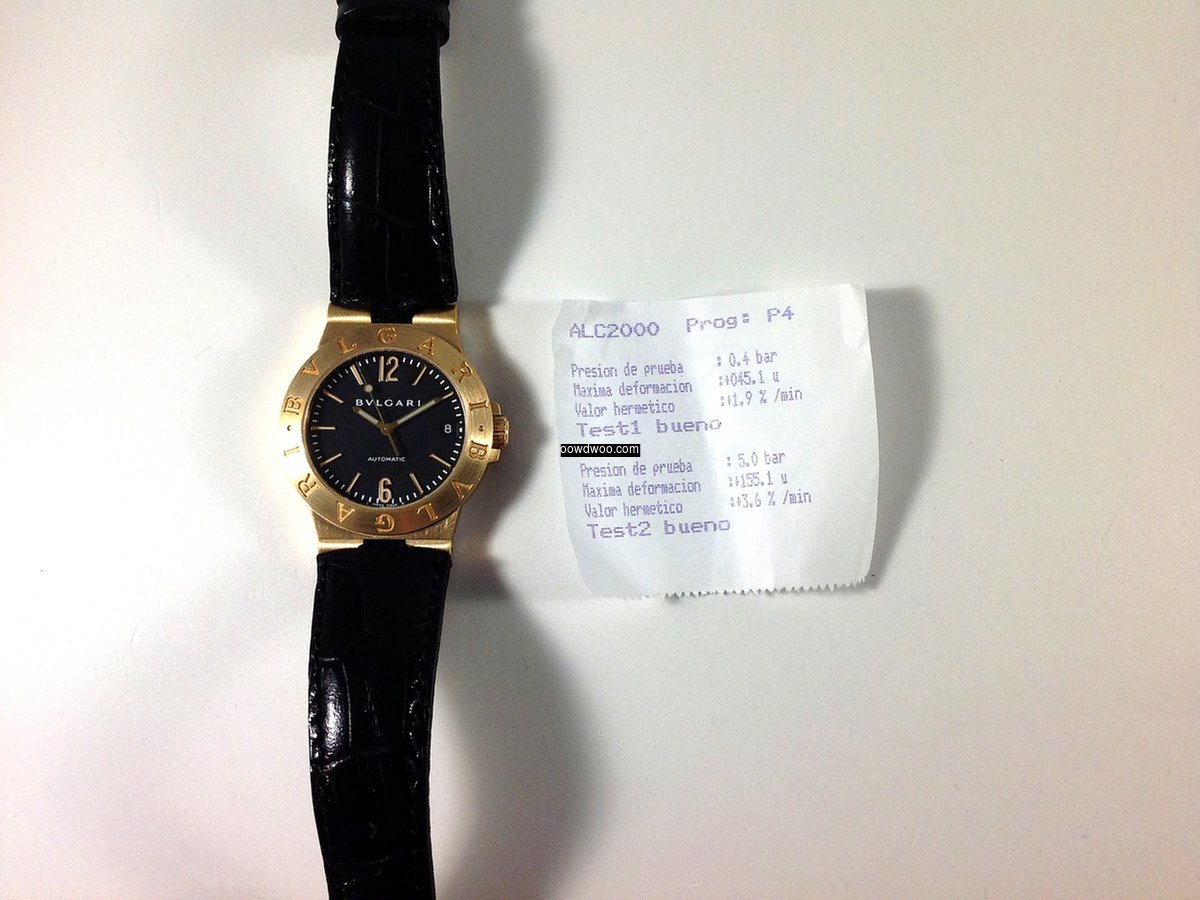 BVLGARI · BVLGARI ·
12
BVLGARI
8
AUTOMATIC
6
ALC2000 Prog: P4
Presion de prueba : 0.4 bar
Maxima deformacion :+045.1 u
Valor hermetico :+1.9 % /min
Test1 bueno
oowdwoo.com
Presion de prueba : 5.0 bar
Maxima deformacion :+155.1 u
Valor hermetico :+3.6 % /min
Test2 bueno